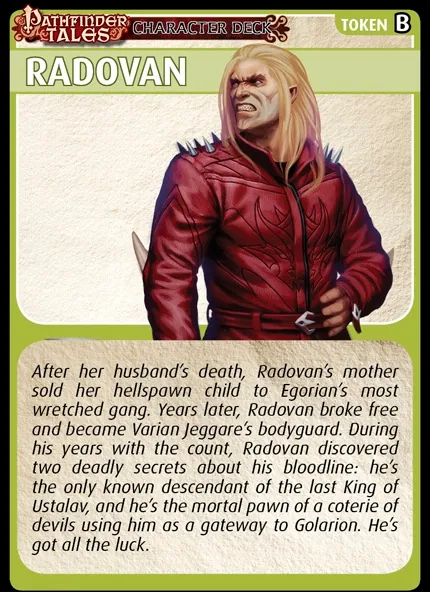 PATHFINDER
TALES
CHARACTER DECK
TOKEN B
RADOVAN
After her husband's death, Radovan's mother
sold her hellspawn child to Egorian's most
wretched gang. Years later, Radovan broke free
and became Varian Jeggare's bodyguard. During
his years with the count, Radovan discovered
two deadly secrets about his bloodline: he's
the only known descendant of the last King of
Ustalav, and he's the mortal pawn of a coterie of
devils using him as a gateway to Golarion. He's
got all the luck.